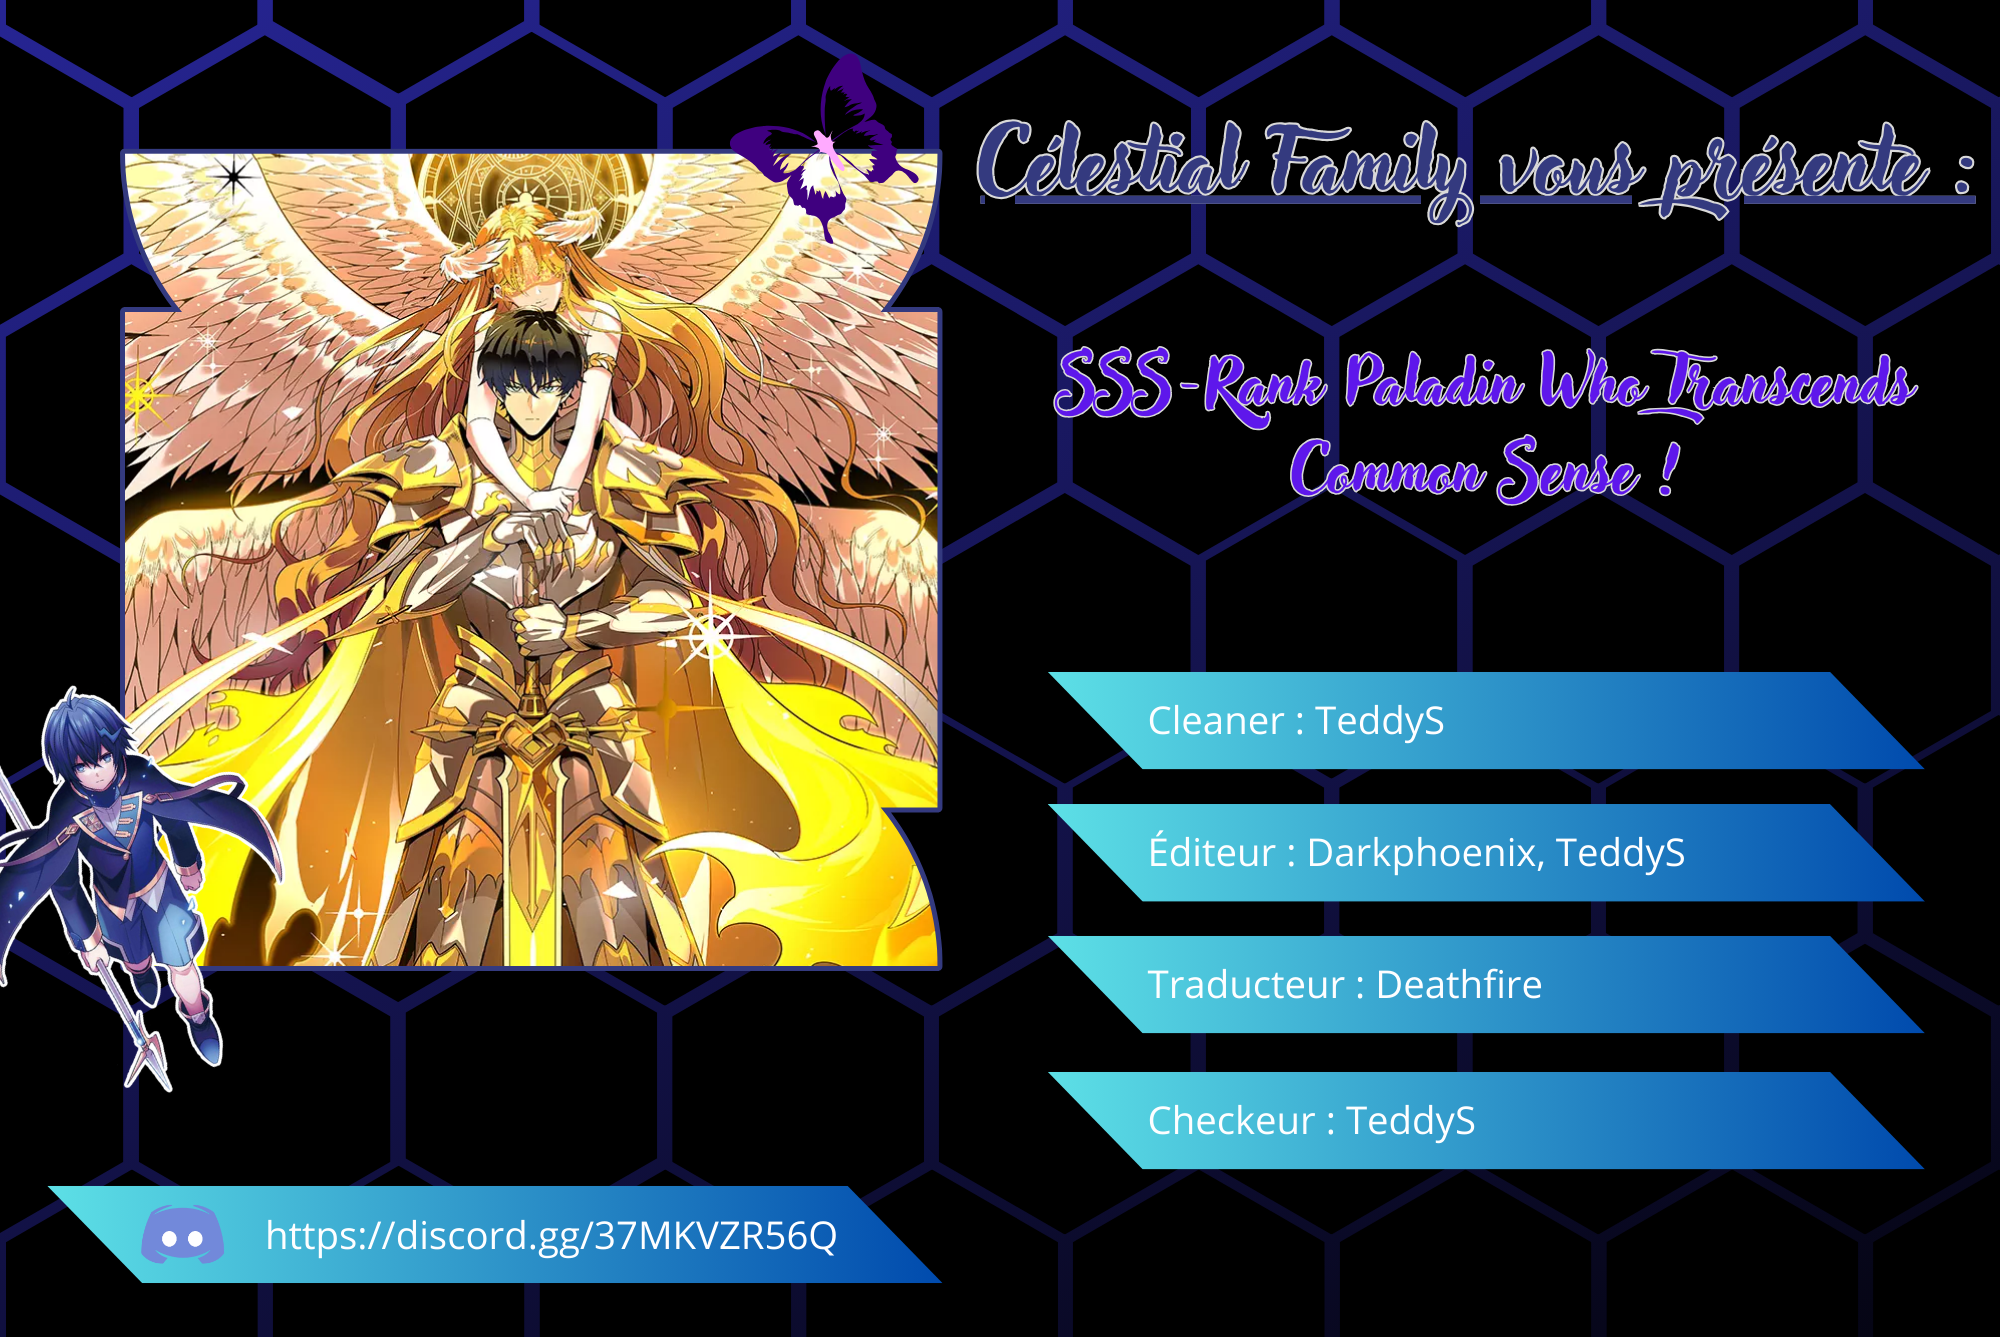 Célestial Family vous présente :
SSS-Rank Paladin Who Transcends
Common Sense !
Cleaner : TeddyS
Éditeur : Darkphoenix, TeddyS
Traducteur : Deathfire
Checkeur : TeddyS
https://discord.gg/37MKVZR56Q